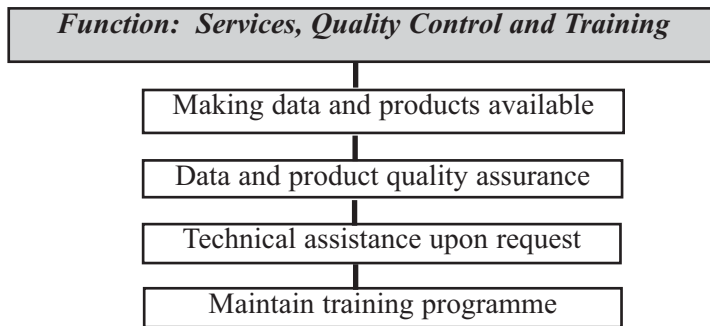 Function: Services, Quality Control and Training
Making data and products available
Data and product quality assurance
Technical assistance upon request
Maintain training programme